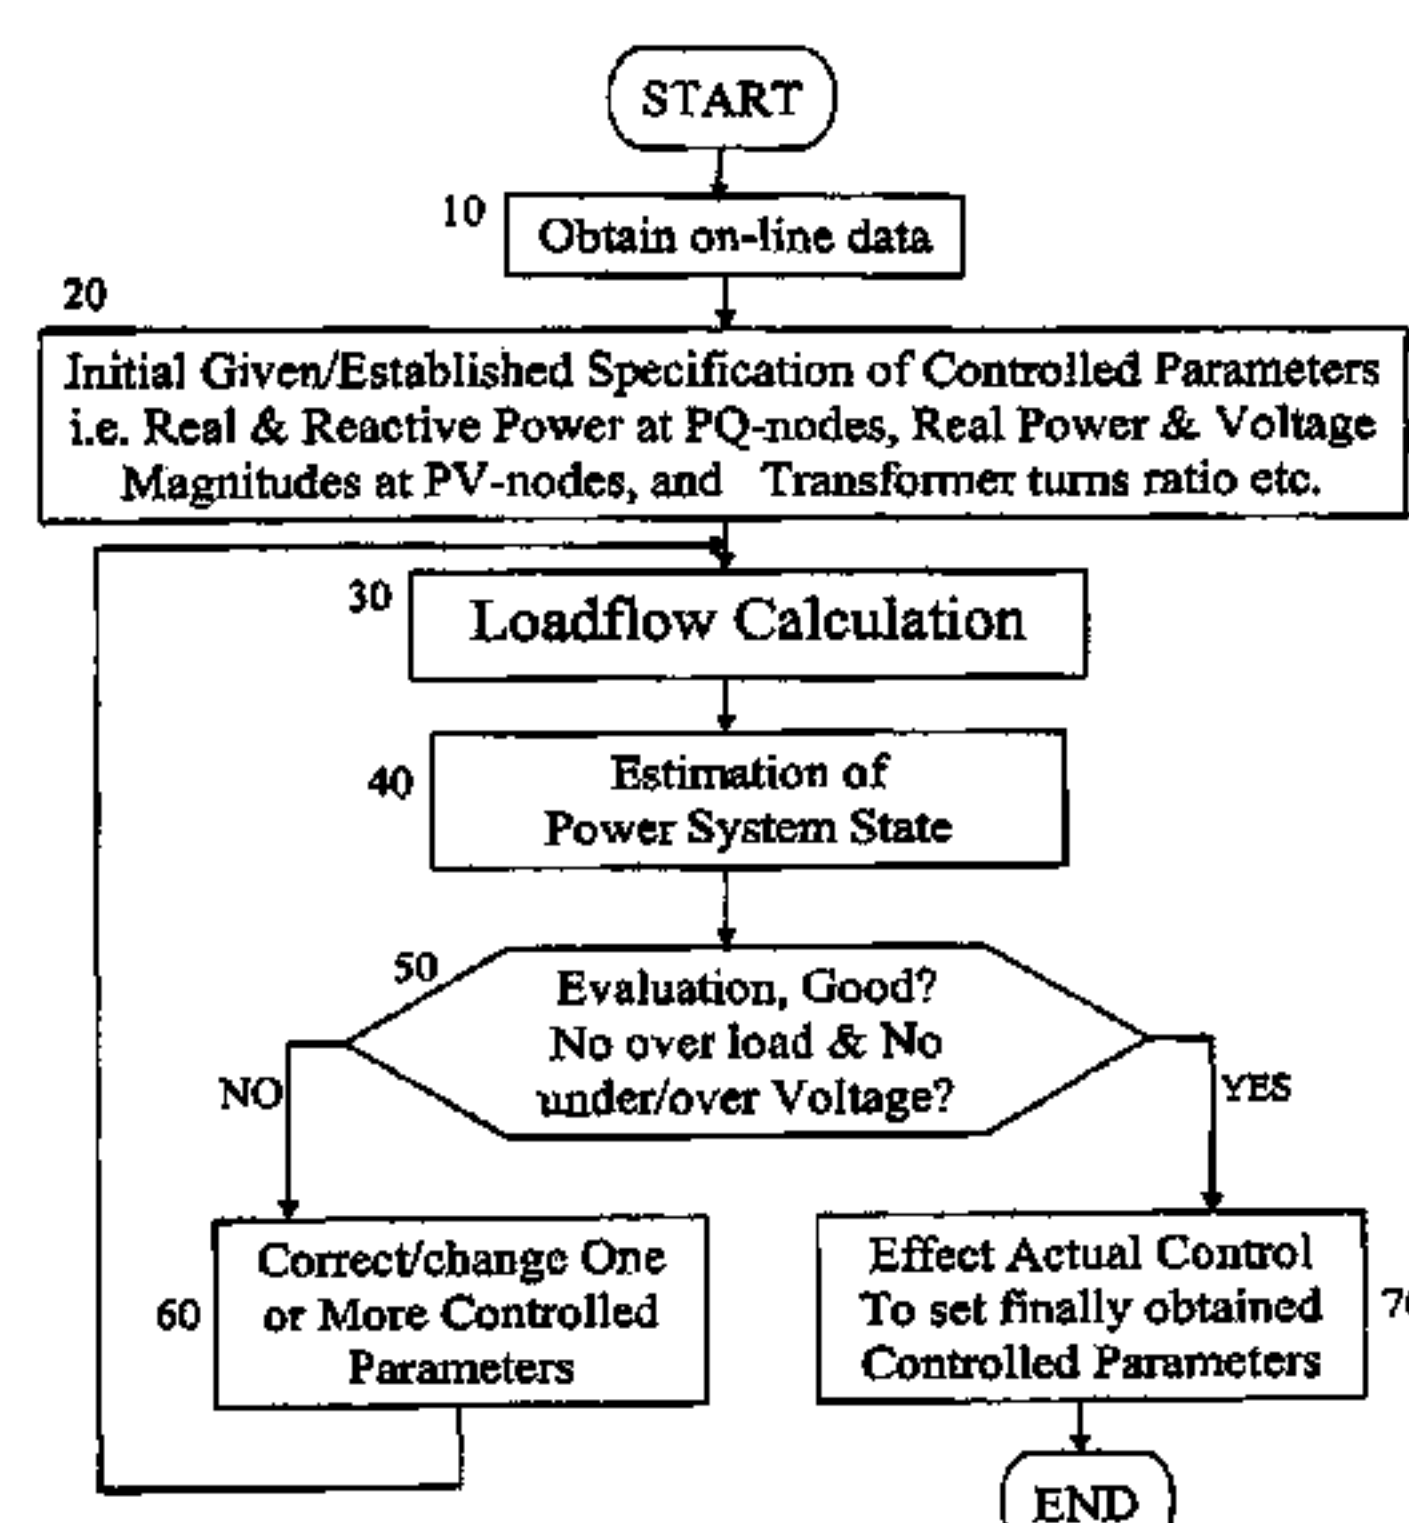 START
10
Obtain on-line data
20
Initial Given/Established Specification of Controlled Parameters
i.e. Real & Reactive Power at PQ-nodes, Real Power & Voltage
Magnitudes at PV-nodes, and Transformer turns ratio etc.
30
Loadflow Calculation
40
Estimation of
Power System State
50
Evaluation, Good?
No over load & No
under/over Voltage?
NO
YES
60
Correct/change One
or More Controlled
Parameters
Effect Actual Control
To set finally obtained
Controlled Parameters
END